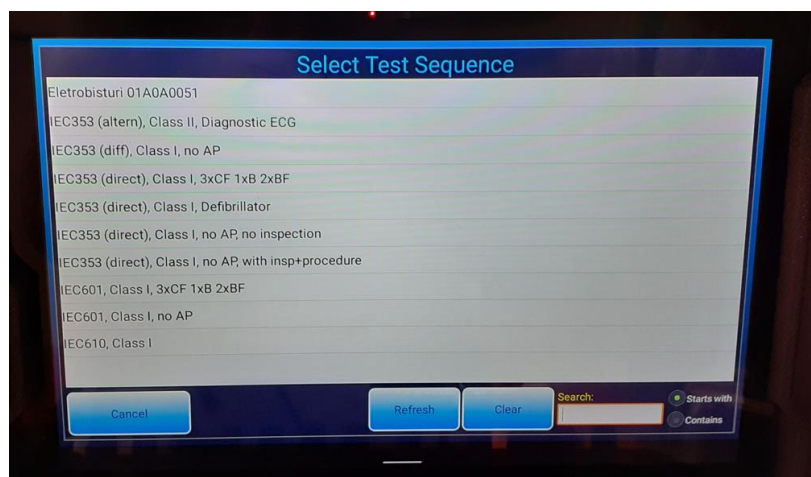 Select Test Sequence
Eletrobisturi 01A0A0051
IEC353 (altern), Class II, Diagnostic ECG
IEC353 (diff), Class I, no AP
IEC353 (direct), Class I, 3xCF 1xB 2xBF
IEC353 (direct), Class I, Defibrillator
IEC353 (direct), Class I, no AP, no inspection
IEC353 (direct), Class I, no AP, with insp+procedure
IEC601, Class I, 3xCF 1xB 2xBF
IEC601, Class I, no AP
IEC610, Class I
Cancel
Refresh
Clear
Search:
Starts with
Contains